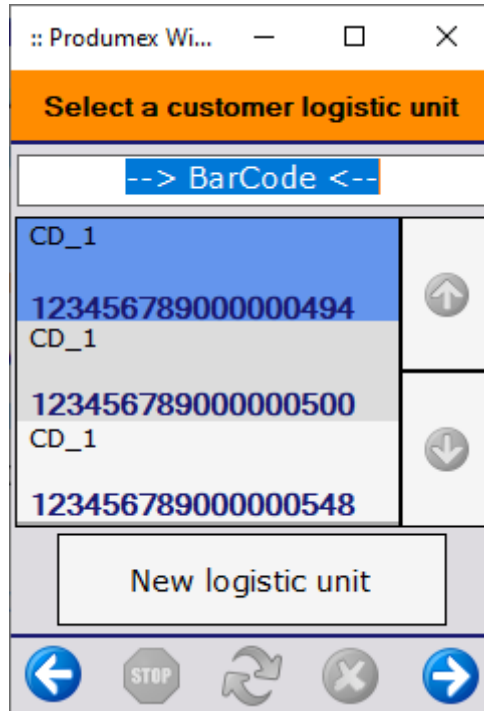 :: Produmex Wi...
Select a customer logistic unit
--> BarCode <--
CD_1
123456789000000494
CD_1
123456789000000500
CD_1
123456789000000548
New logistic unit
STOP